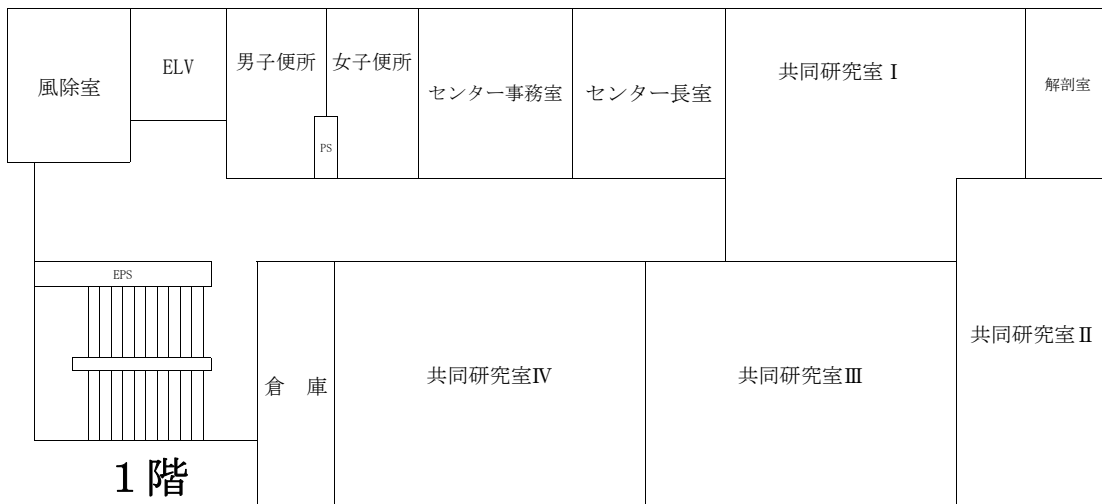 風除室
ELV
男子便所
女子便所
PS
センター事務室
センター長室
共同研究室Ⅰ
解剖室
EPS
倉　庫
共同研究室Ⅳ
共同研究室Ⅲ
共同研究室Ⅱ
１階